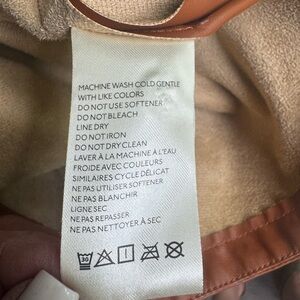 MACHINE WASH COLD GENTLE
WITH LIKE COLORS
DO NOT USE SOFTENER
DO NOT BLEACH
LINE DRY
DO NOT IRON
DO NOT DRY CLEAN
LAVER À LA MACHINE À L'EAU
FROIDE AVEC COULEURS
SIMILAIRES CYCLE DÉLICAT
NE PAS UTILISER SOFTENER
NE PAS BLANCHIR
LIGNE SEC
NE PAS REPASSER
NE PAS NETTOYER À SEC
30